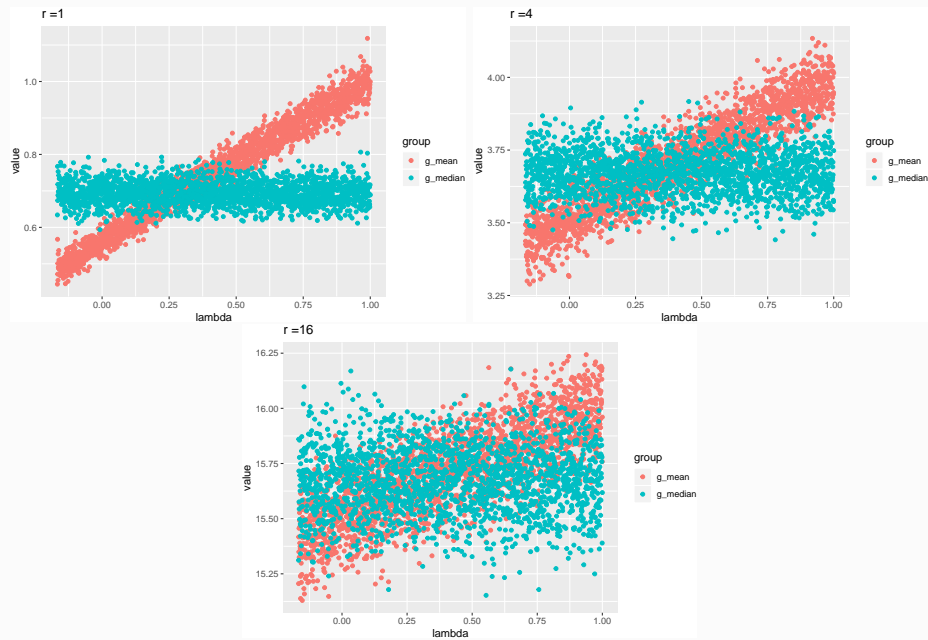 r =1
value
1.0
0.8
0.6
0.00
0.25
0.50
0.75
1.00
lambda
group
g_mean
g_median
r =4
value
4.00
3.75
3.50
3.25
0.00
0.25
0.50
0.75
1.00
lambda
group
g_mean
g_median
r =16
value
16.25
16.00
15.75
15.50
15.25
0.00
0.25
0.50
0.75
1.00
lambda
group
g_mean
g_median